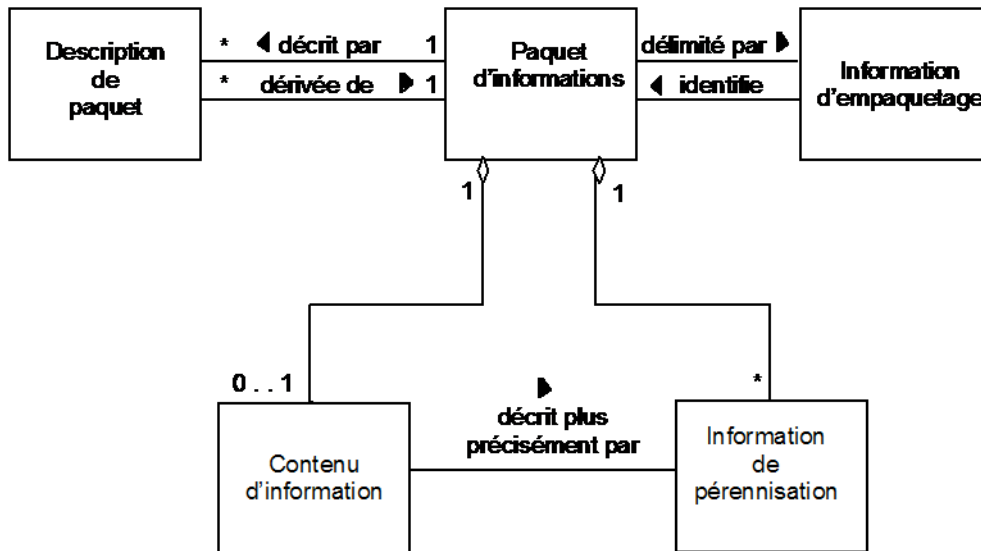 Description
de
paquet
* ◀ décrit par 1
* dérivée de ▶ 1
Paquet
d'informations
délimité par ▶
◀ identifie
Information
d'empaquetage
1
1
0 . . 1
*
▶
décrit plus
précisément par
Contenu
d'information
Information
de
pérennisation